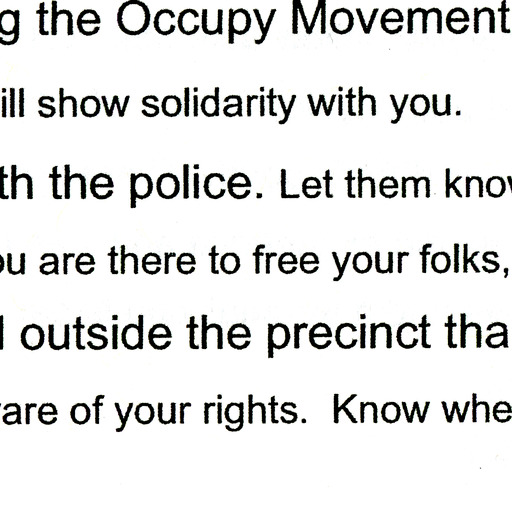 g the Occupy Movement
ill show solidarity with you.
th the police. Let them know
ou are there to free your folks,
outside the precinct tha
are of your rights. Know whe